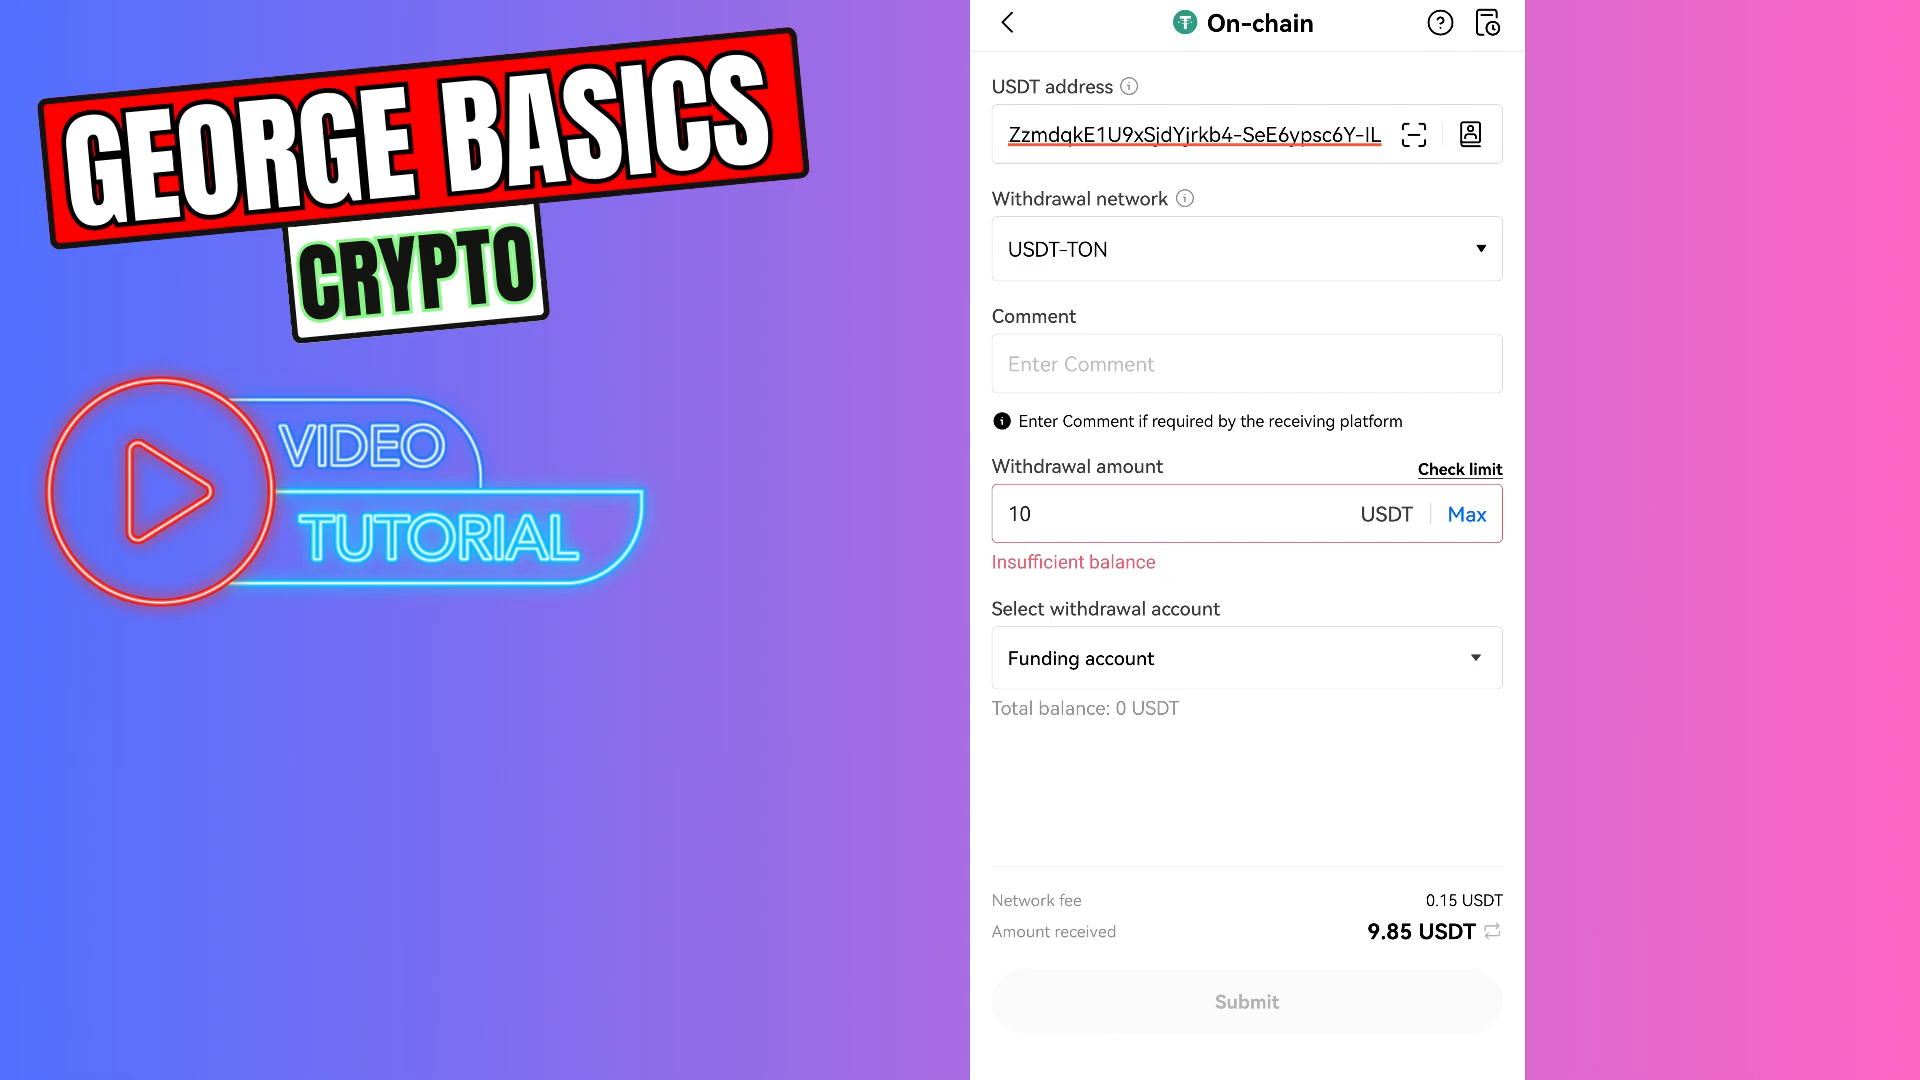 GEORGE BASICS
CRYPTO
VIDEO
TUTORIAL
On-chain
USDT address
ZzmdqkE1U9xSjdYjrkb4-SeE6ypsc6Y-IL
Withdrawal network
USDT-TON
Comment
Enter Comment
Enter Comment if required by the receiving platform
Withdrawal amount
Check limit
10 USDT Max
Insufficient balance
Select withdrawal account
Funding account
Total balance: 0 USDT
Network fee 0.15 USDT
Amount received 9.85 USDT
Submit